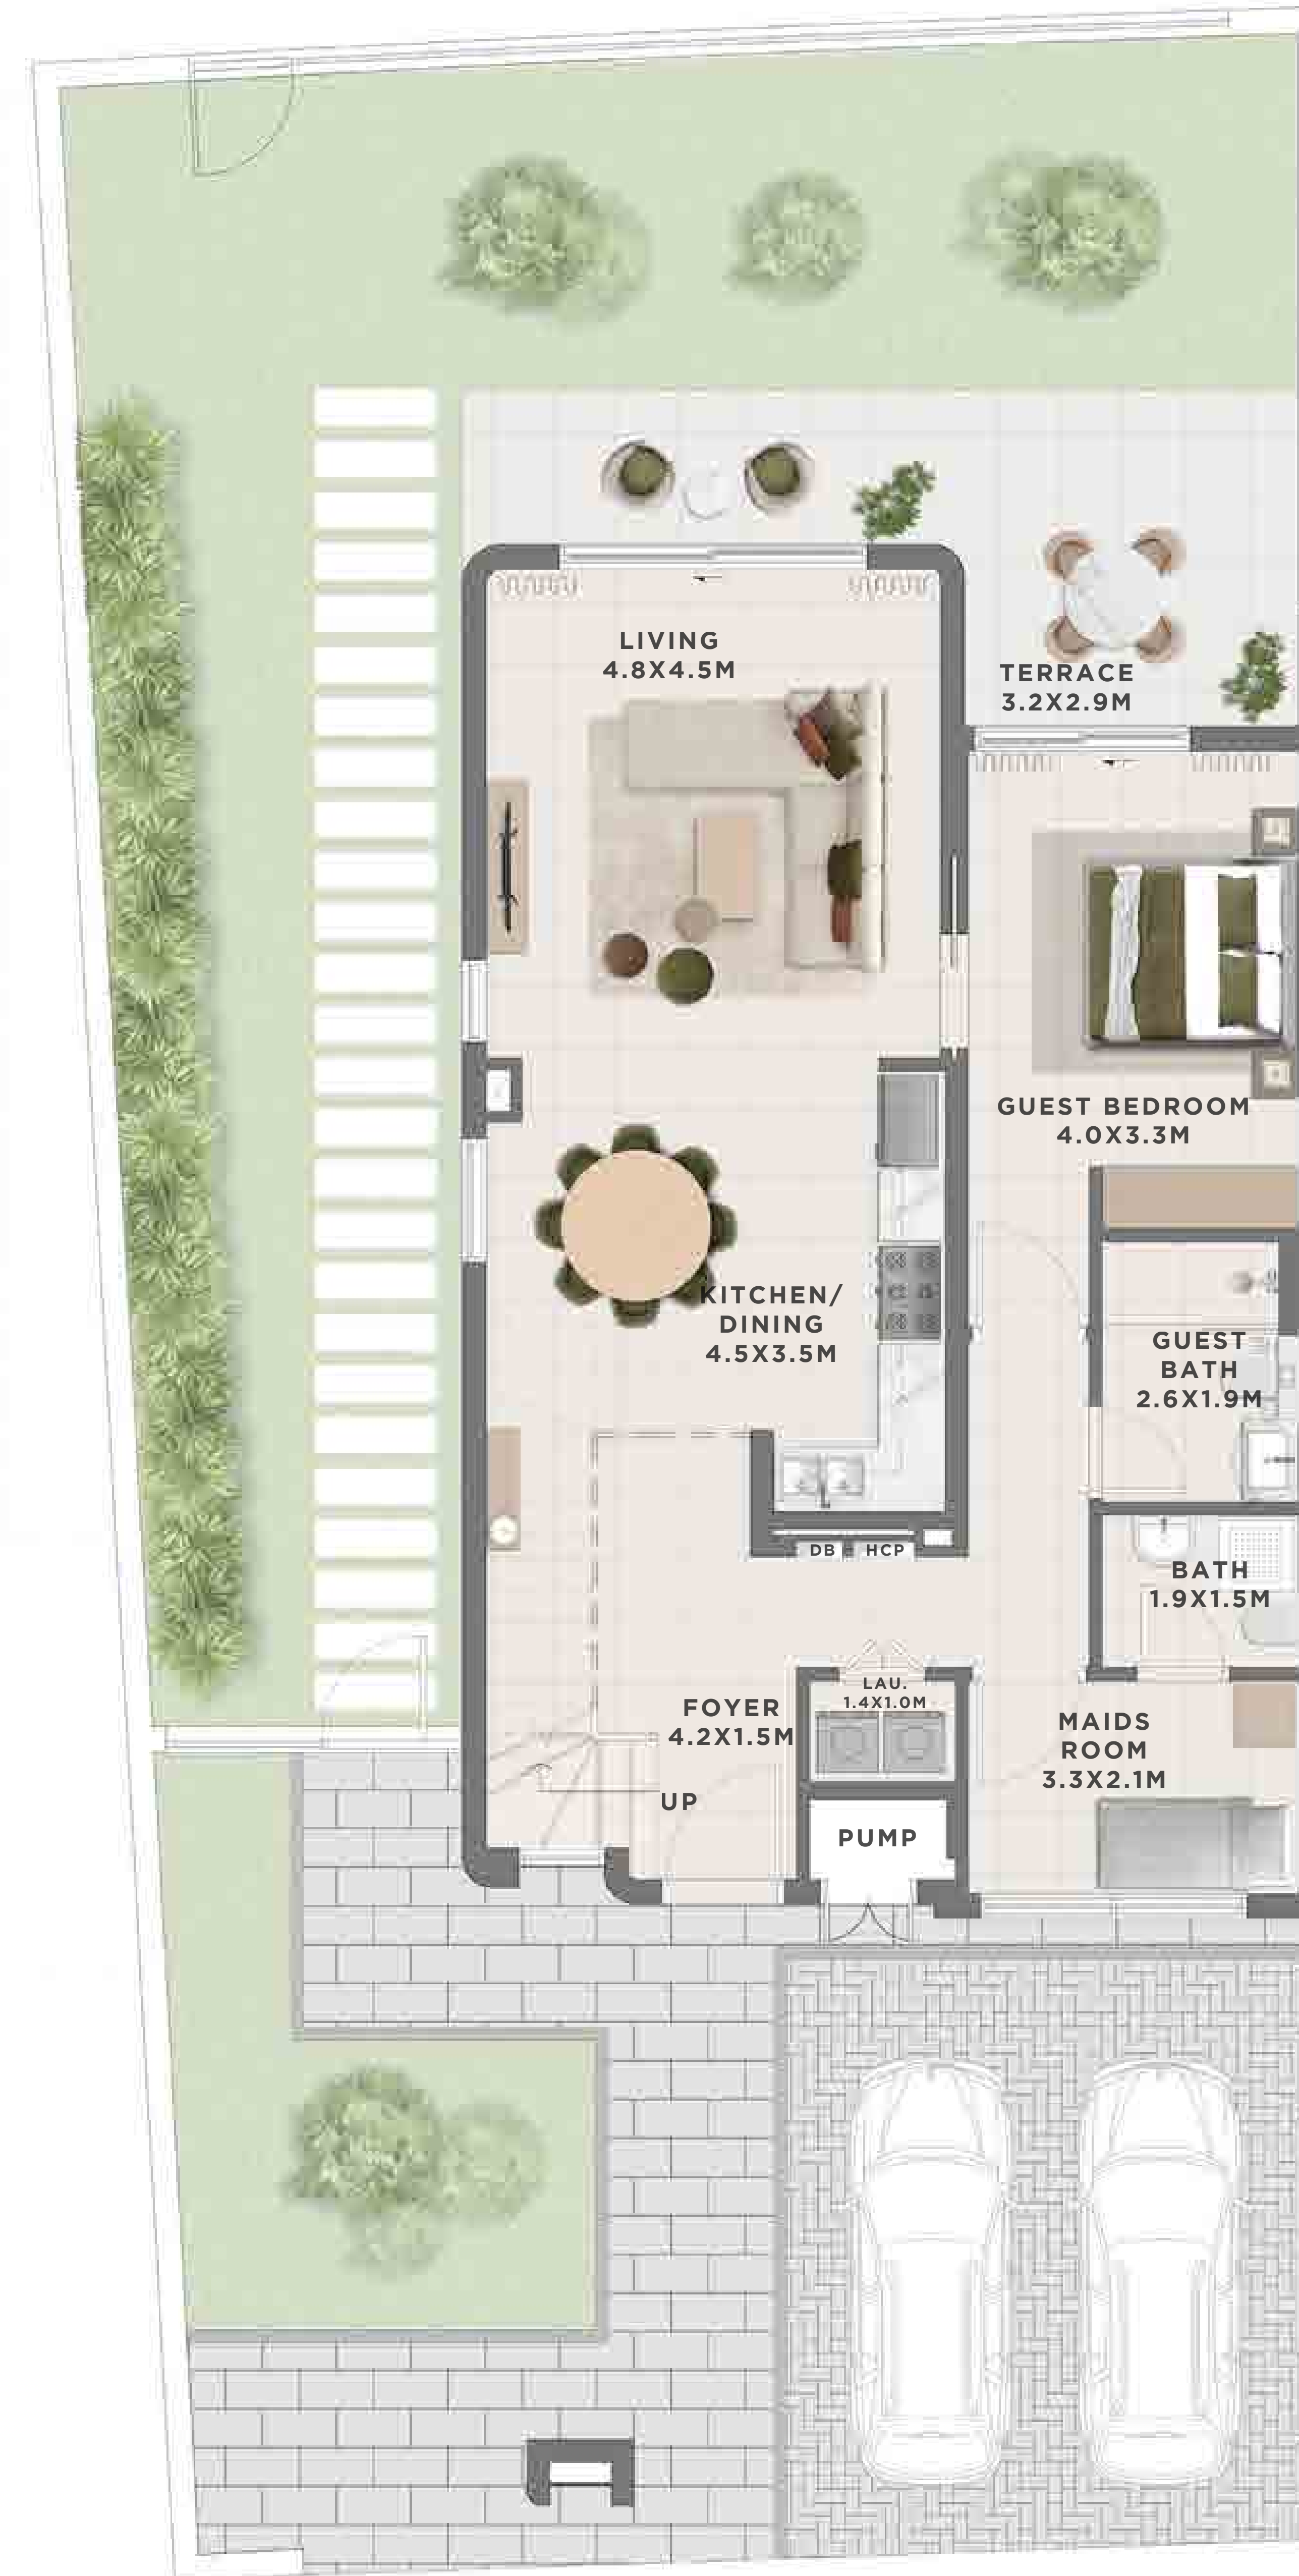 LIVING
4.8X4.5M
TERRACE
3.2X2.9M
GUEST BEDROOM
4.0X3.3M
KITCHEN/
DINING
4.5X3.5M
GUEST
BATH
2.6X1.9M
DB HCP
BATH
1.9X1.5M
LAU.
1.4X1.0M
FOYER
4.2X1.5M
MAIDS
ROOM
3.3X2.1M
UP
PUMP